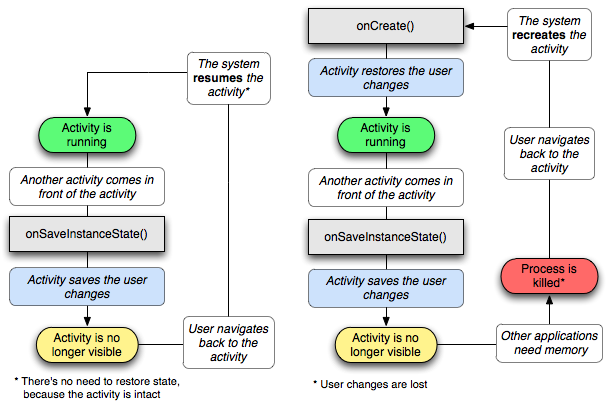 The system
resumes the
activity*
Activity is
running
Another activity comes in
front of the activity
onSaveInstanceState()
Activity saves the user
changes
Activity is no
longer visible
User navigates
back to the
activity
* There's no need to restore state,
because the activity is intact
onCreate()
The system
recreates the
activity
Activity restores the user
changes
Activity is
running
User navigates
back to the
activity
Another activity comes in
front of the activity
onSaveInstanceState()
Process is
killed*
Activity saves the user
changes
Activity is no
longer visible
Other applications
need memory
* User changes are lost